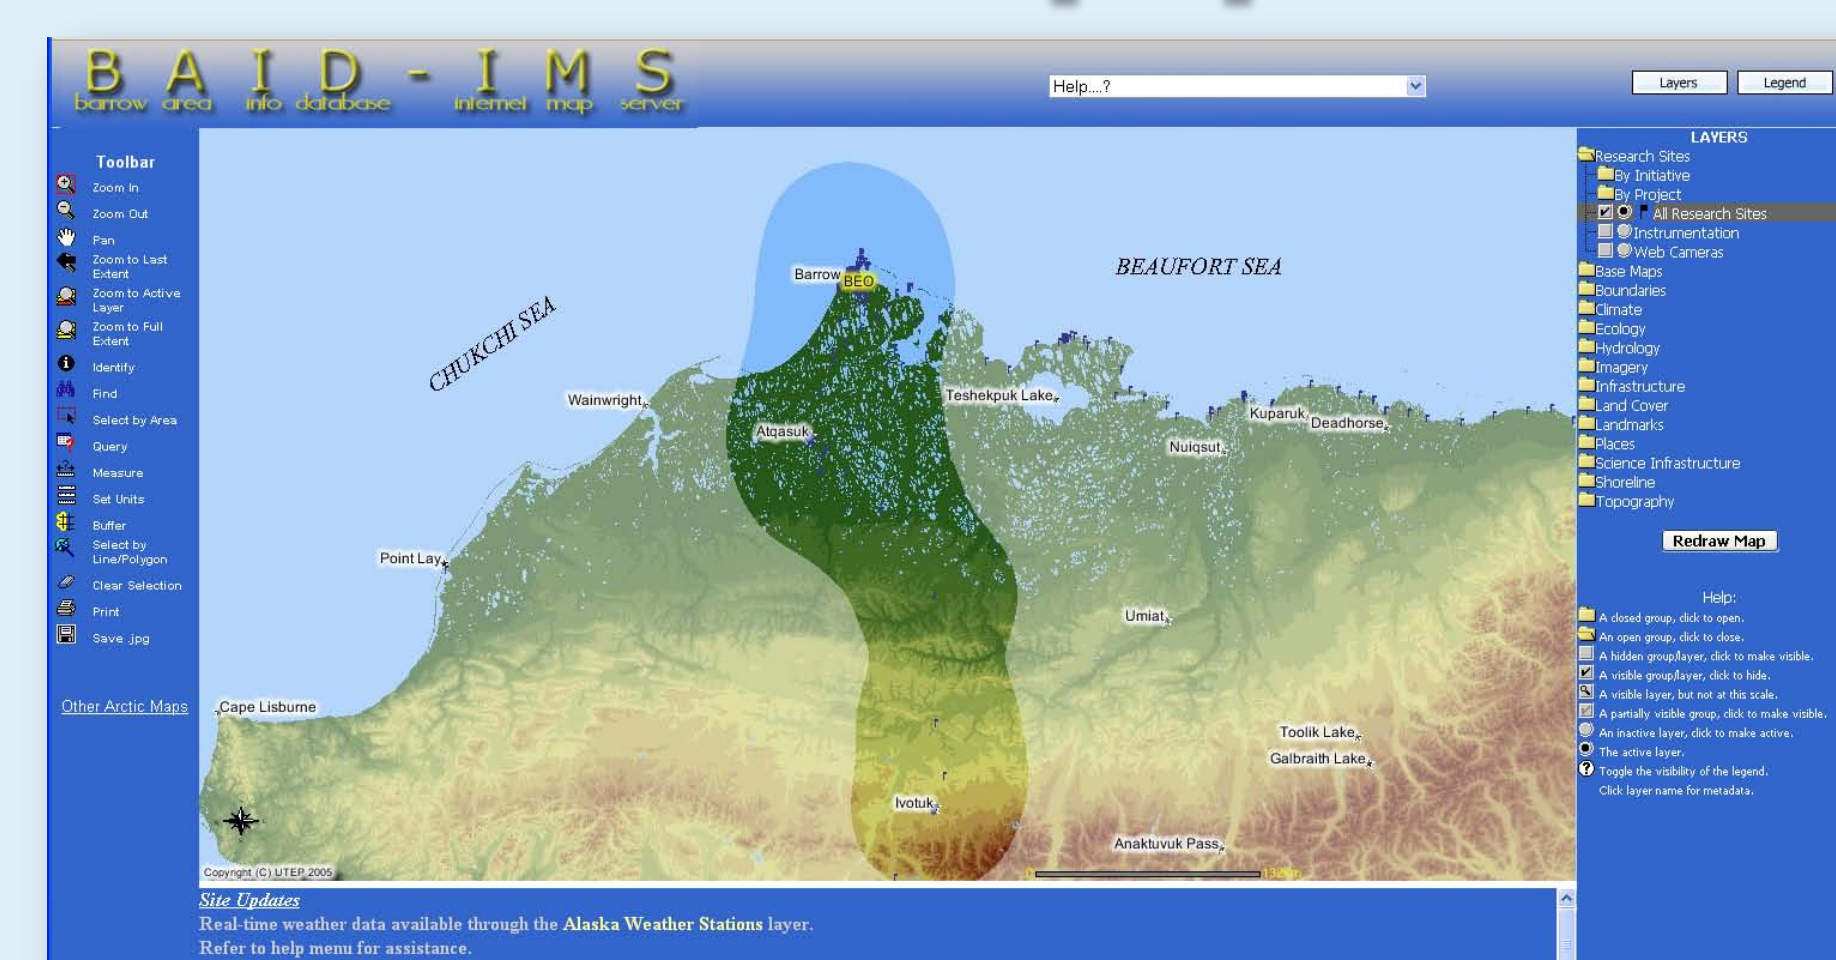 B A I D - I M S
barrow area info database internet map server
Help....?
Layers
Legend
Toolbar
Zoom In
Zoom Out
Pan
Zoom to Last
Extent
Zoom to Active
Layer
Zoom to Full
Extent
Identify
Find
Select by Area
Query
Measure
Set Units
Buffer
Select by
Line/Polygon
Clear Selection
Print
Save .jpg
Other Arctic Maps
CHUKCHI SEA
BEAUFORT SEA
Barrow
BEO
Wainwright
Teshekpuk Lake
Atqasuk
Kuparuk
Deadhorse
Nuiqsut
Point Lay
Umiat
Cape Lisburne
Toolik Lake
Galbraith Lake
Ivotuk
Anaktuvuk Pass
Copyright (C) UTEP 2005
0
132km
LAYERS
Research Sites
By Initiative
By Project
All Research Sites
Instrumentation
Web Cameras
Base Maps
Boundaries
Climate
Ecology
Hydrology
Imagery
Infrastructure
Land Cover
Landmarks
Places
Science Infrastructure
Shoreline
Topography
Redraw Map
Help:
A closed group, click to open.
An open group, click to close.
A hidden group/layer, click to make visible.
A visible group/layer, click to hide.
A visible layer, but not at this scale.
A partially visible group, click to make visible.
An inactive layer, click to make active.
The active layer.
Toggle the visibility of the legend.
Click layer name for metadata.
Site Updates
Real-time weather data available through the Alaska Weather Stations layer.
Refer to help menu for assistance.